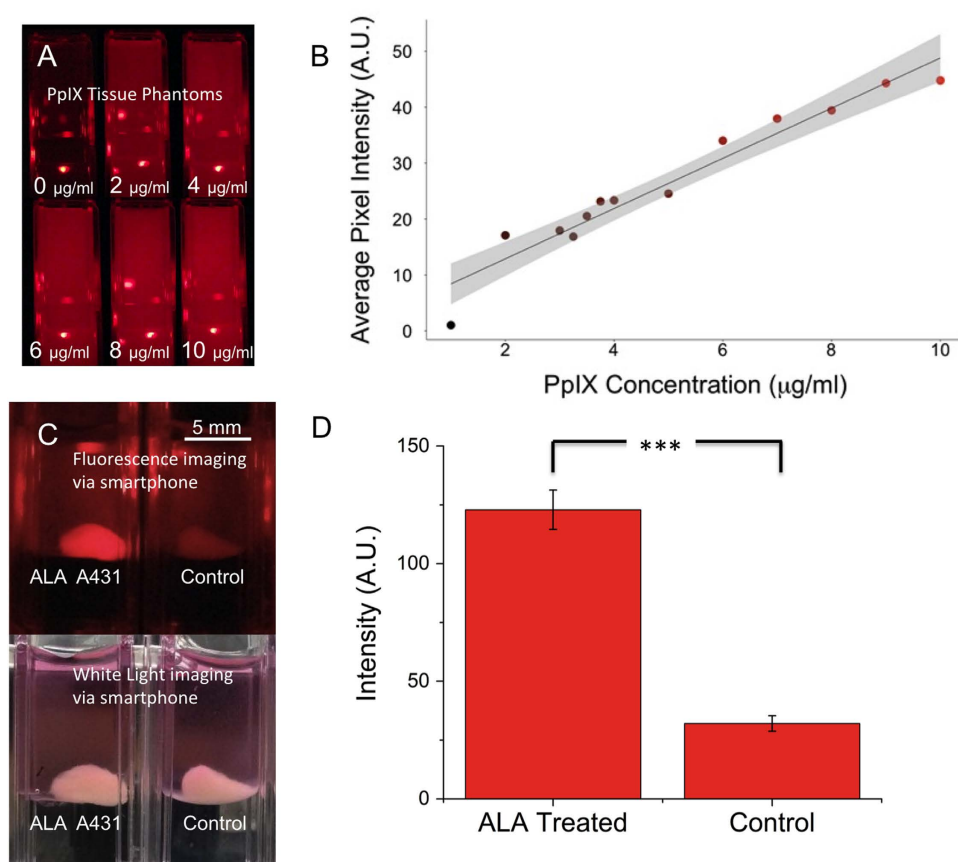 A
PpIX Tissue Phantoms
0 µg/ml
2 µg/ml
4 µg/ml
6 µg/ml
8 µg/ml
10 µg/ml
B
Average Pixel Intensity (A.U.)
50
40
30
20
10
0
2
4
6
8
10
PpIX Concentration (µg/ml)
C
5 mm
Fluorescence imaging
via smartphone
ALA A431
Control
White Light imaging
via smartphone
ALA A431
Control
D
***
Intensity (A.U.)
150
100
50
0
ALA Treated
Control